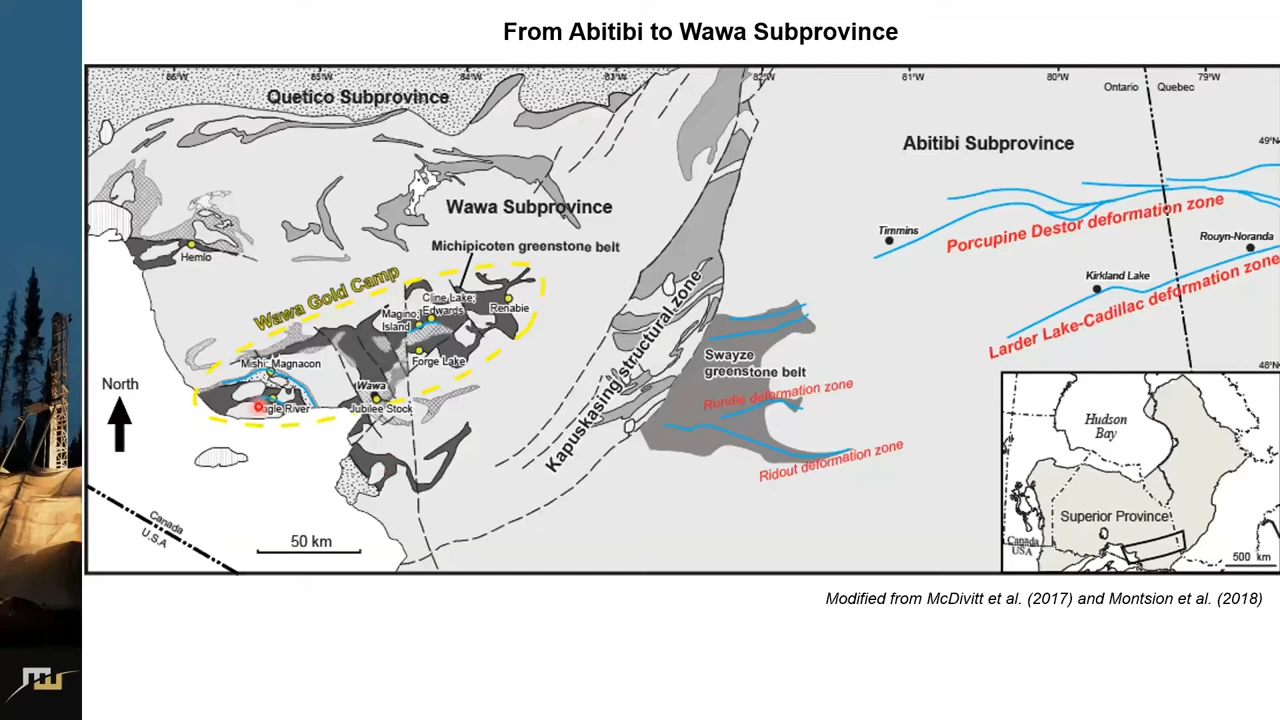 From Abitibi to Wawa Subprovince
86°W
85°W
84°W
83°W
82°W
81°W
80°W
79°W
Quetico Subprovince
Ontario
Quebec
Abitibi Subprovince
49°N
Wawa Subprovince
Michipicoten greenstone belt
Hemlo
Timmins
Porcupine Destor deformation zone
Rouyn-Noranda
Wawa Gold Camp
Cline Lake;
Edwards
Renabie
Magino;
Island
Kirkland Lake
Larder Lake-Cadillac deformation zone
Forge Lake
Mishi; Magnacon
Kapuskasing structural zone
Swayze
greenstone belt
48°N
North
Wawa
Jubilee Stock
agle River
Rundle deformation zone
Ridout deformation zone
Hudson
Bay
Superior Province
Canada
USA
500 km
Canada
U.S.A
50 km
Modified from McDivitt et al. (2017) and Montsion et al. (2018)